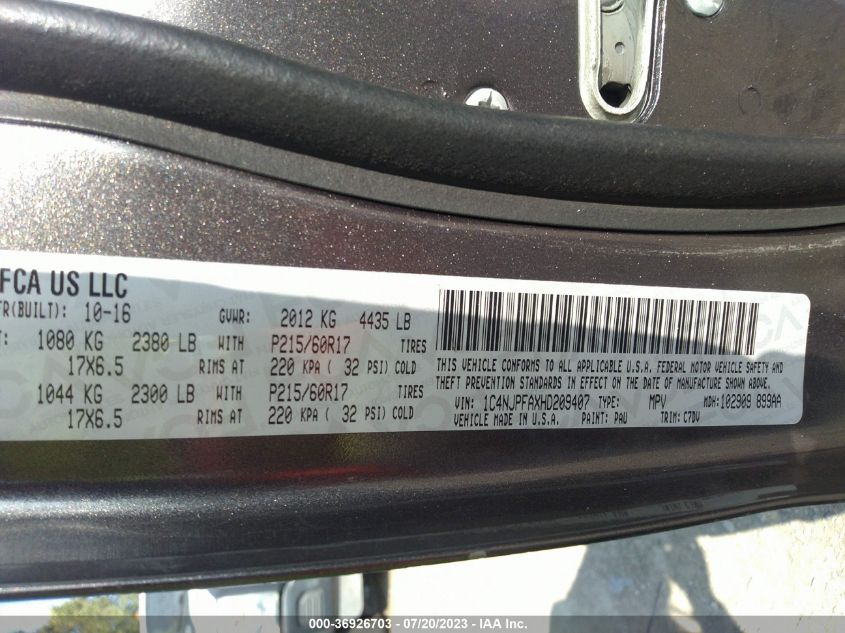 FCA US LLC
FR(BUILT): 10-16 GVWR: 2012 KG 4435 LB
T: 1080 KG 2380 LB WITH P215/60R17 TIRES
17X6.5 RIMS AT 220 KPA ( 32 PSI) COLD
1044 KG 2300 LB WITH P215/60R17 TIRES
17X6.5 RIMS AT 220 KPA ( 32 PSI) COLD
THIS VEHICLE CONFORMS TO ALL APPLICABLE U.S.A. FEDERAL MOTOR VEHICLE SAFETY AND
THEFT PREVENTION STANDARDS IN EFFECT ON THE DATE OF MANUFACTURE SHOWN ABOVE.
VIN: 1C4NJPFAXHD209407 TYPE: MPV MDH:102909 899AA
VEHICLE MADE IN U.S.A. PAINT: PAU TRIM: C7DV
000-36926703 - 07/20/2023 - IAA Inc.